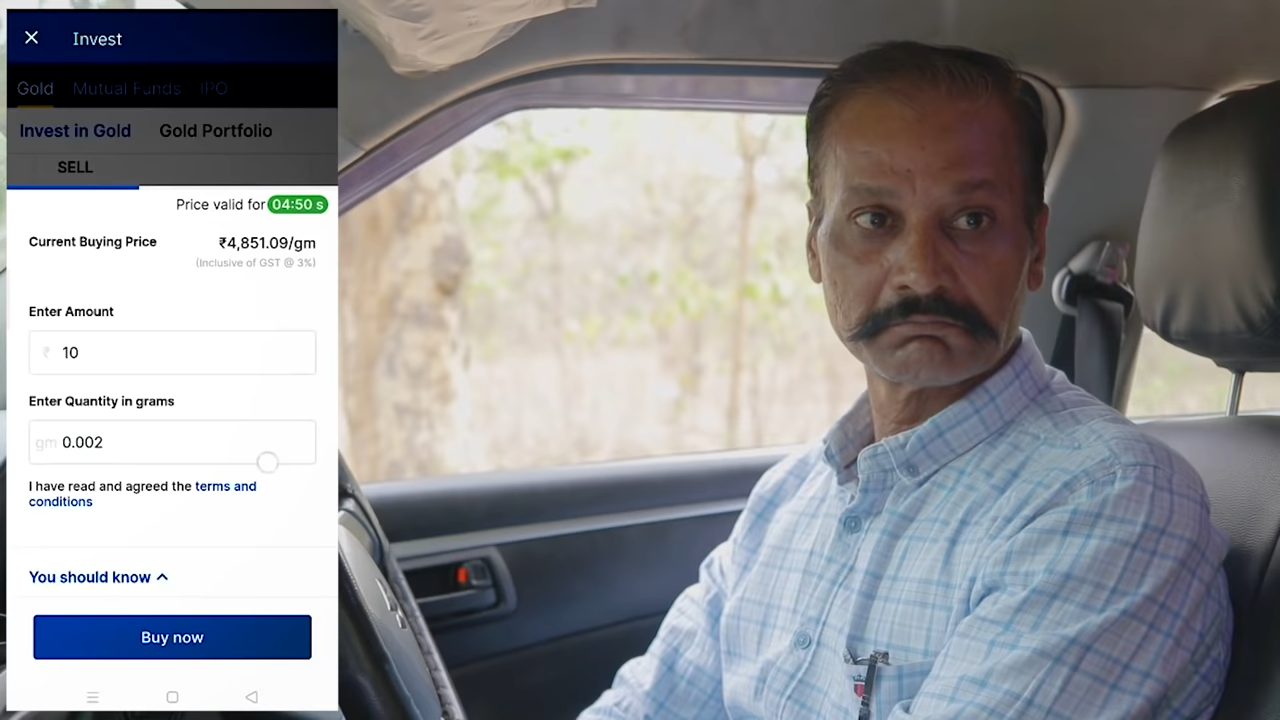 Invest
Gold Mutual Funds IPO
Invest in Gold Gold Portfolio
SELL
Price valid for 04:50 s
Current Buying Price ₹4,851.09/gm
(Inclusive of GST @ 3%)
Enter Amount
₹ 10
Enter Quantity in grams
gm 0.002
I have read and agreed the terms and
conditions
You should know
Buy now